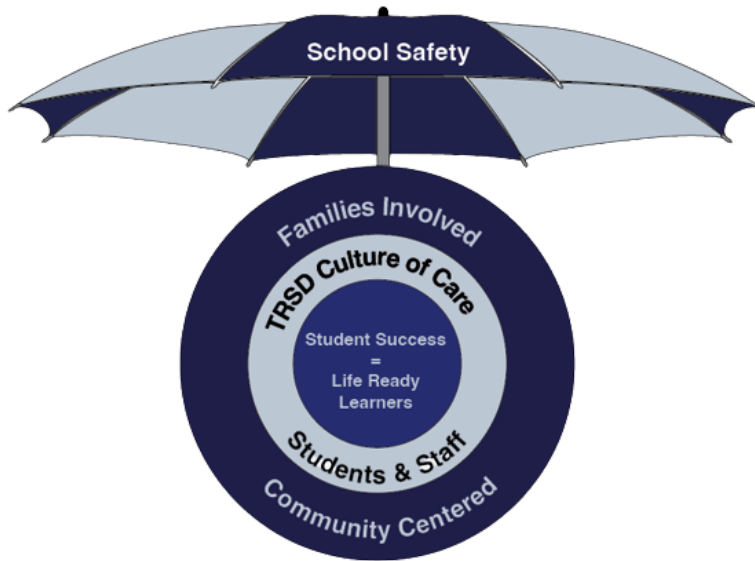 School Safety
Families Involved
TRSD Culture of Care
Student Success
=
Life Ready
Learners
Students & Staff
Community Centered